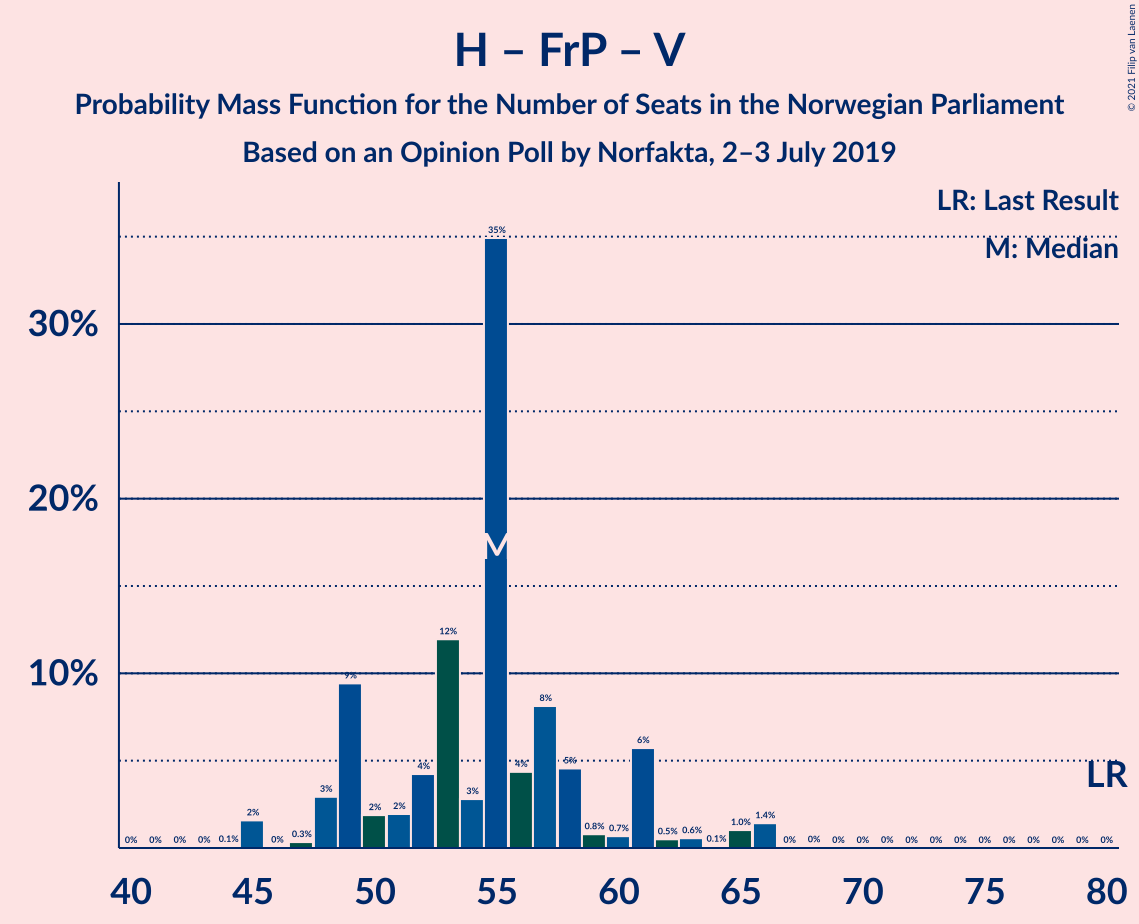 H – FrP – V
Probability Mass Function for the Number of Seats in the Norwegian Parliament
Based on an Opinion Poll by Norfakta, 2–3 July 2019
© 2021 Filip van Laenen
LR: Last Result
M: Median
30%
20%
10%
35%
M
12%
9%
8%
6%
5%
4%
4%
LR
3%
3%
2%
2%
2%
0% 0% 0% 0% 0.1% 0% 0.3% 0.8% 0.7% 0.5% 0.6% 0.1% 1.0% 1.4% 0% 0% 0% 0% 0% 0% 0% 0% 0% 0% 0% 0% 0% 0%
40 45 50 55 60 65 70 75 80